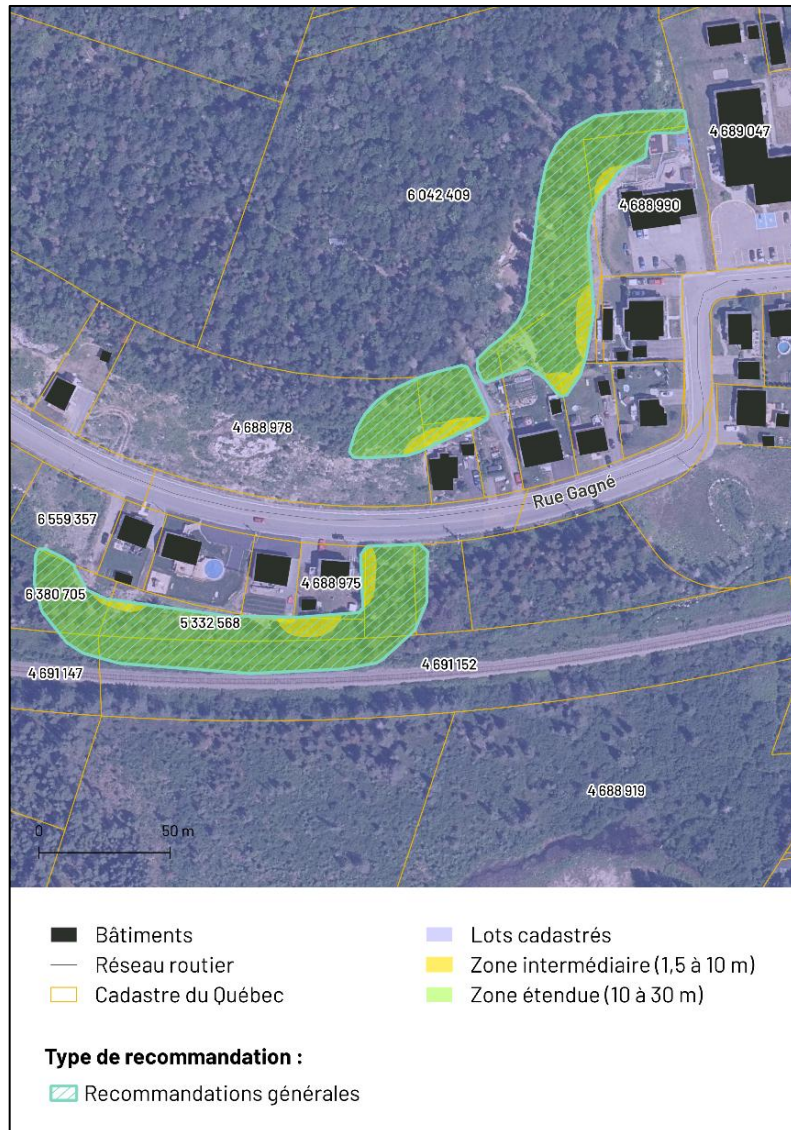 4 689 047
6 042 409
4 688 990
4 688 978
Rue Gagné
6 559 357
4 688 975
6 380 705
5 332 568
4 691 147
4 691 152
4 688 919
0 50 m
Bâtiments
Réseau routier
Cadastre du Québec
Lots cadastrés
Zone intermédiaire (1,5 à 10 m)
Zone étendue (10 à 30 m)
Type de recommandation :
Recommandations générales